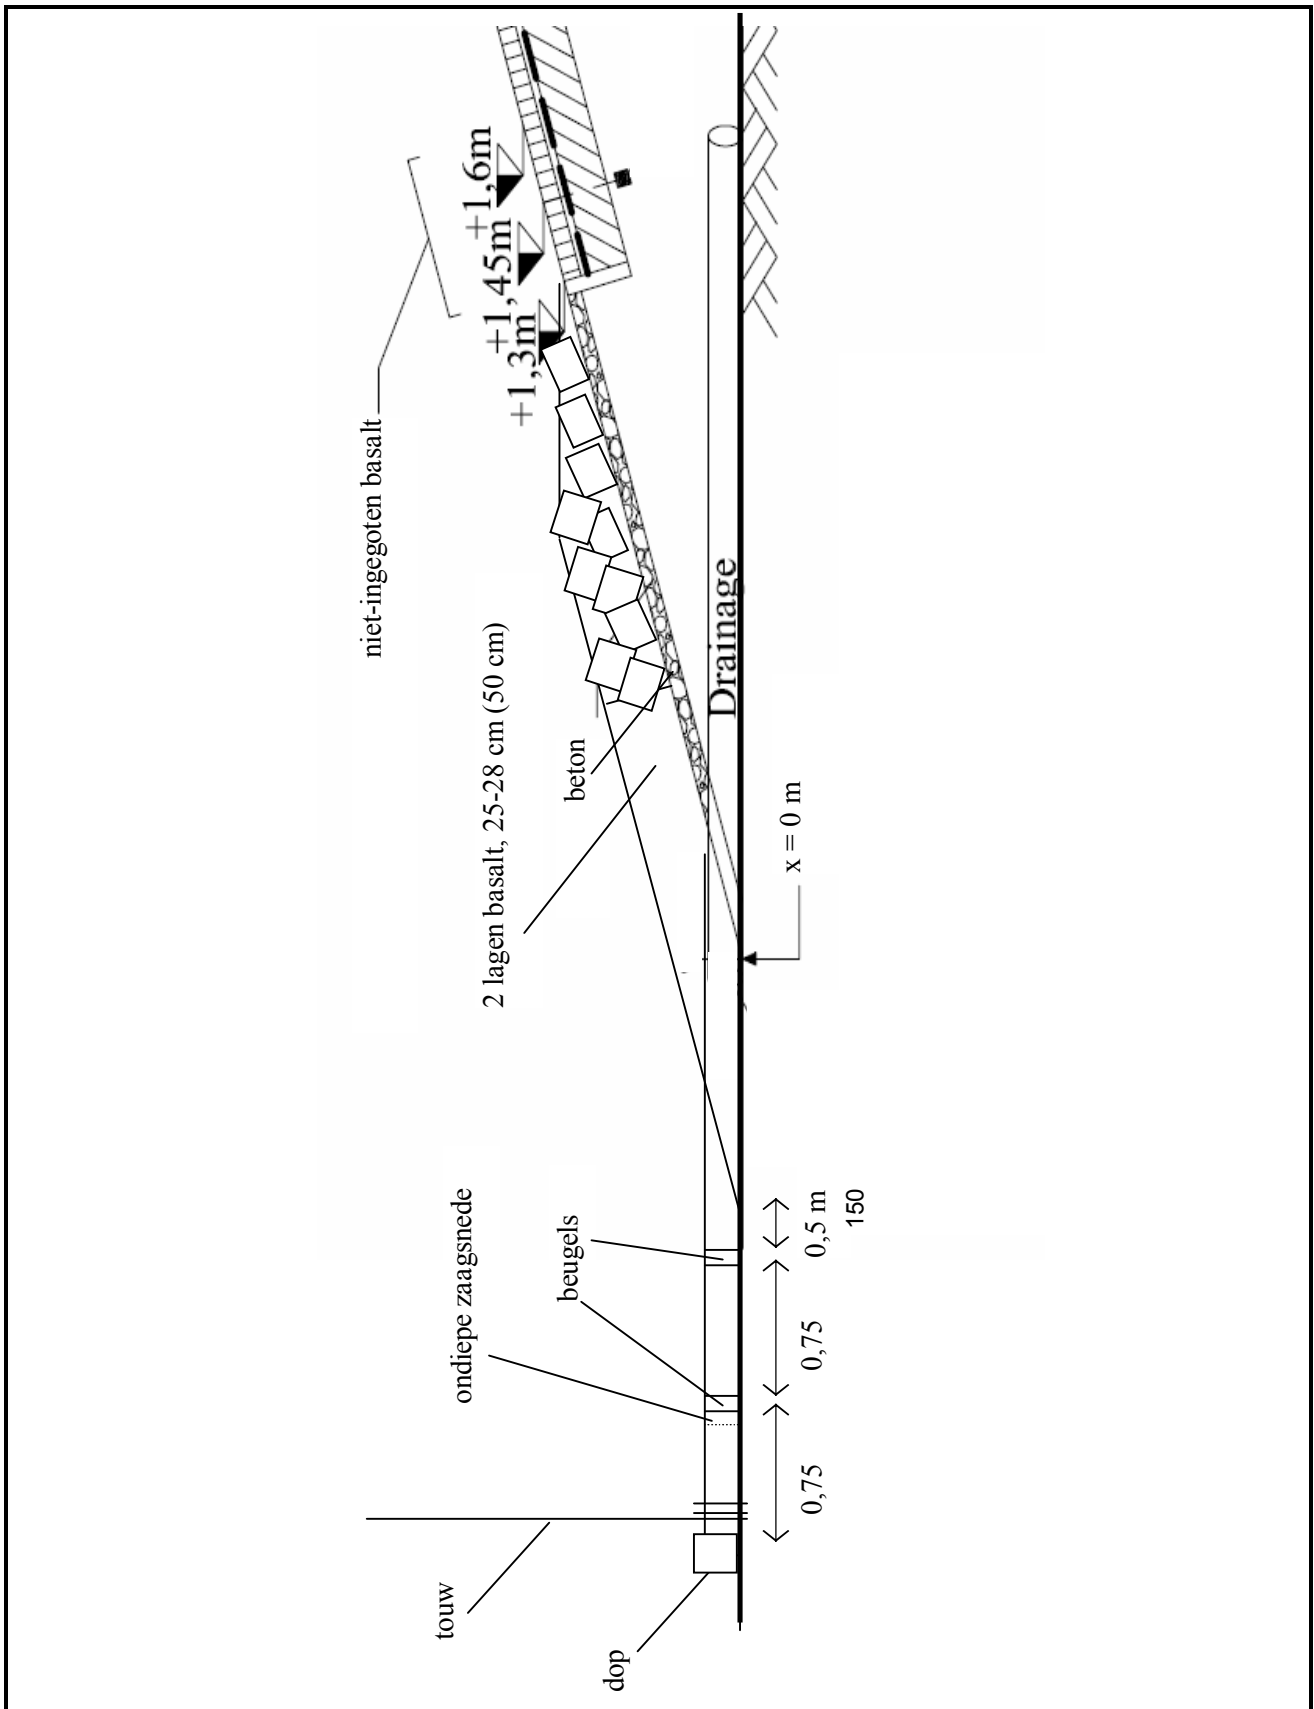 niet-ingegoten basalt
+1,6m
+1,45m
+1,3m
2 lagen basalt, 25-28 cm (50 cm)
beton
Drainage
x = 0 m
ondiepe zaagsnede
beugels
touw
dop
0,75
0,75
0,5 m
150